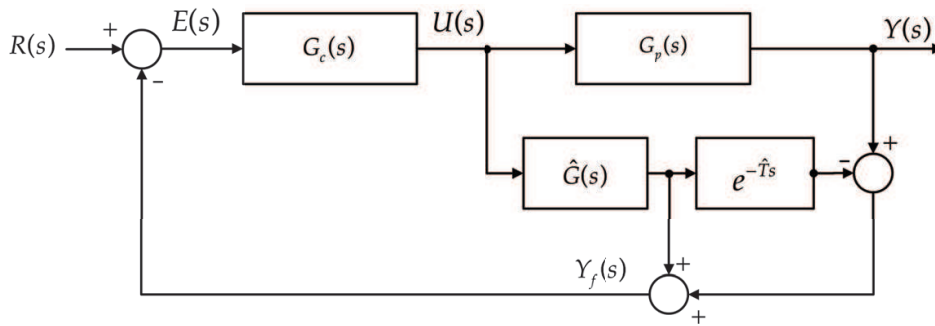 R(s)
+
-
E(s)
G_c(s)
U(s)
G_p(s)
Y(s)
Ĝ(s)
e^{-T̂s}
-
+
Y_f(s)
+
+